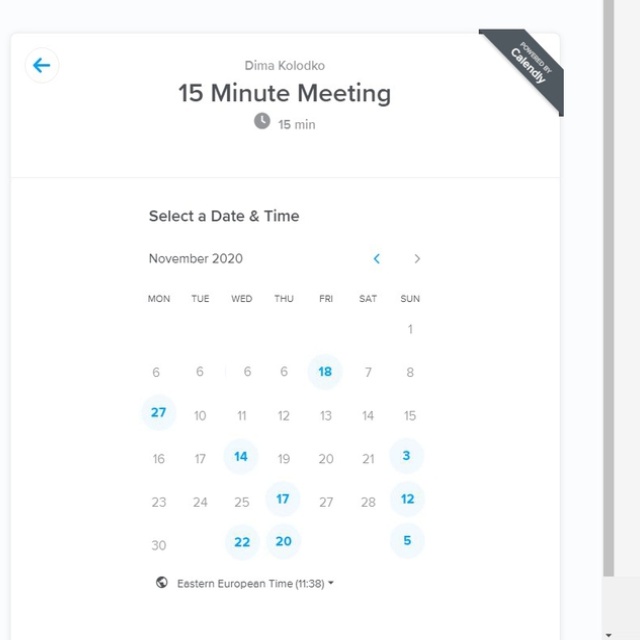 POWERED BY
Calendly
Dima Kolodko
15 Minute Meeting
15 min
Select a Date & Time
November 2020
MON TUE WED THU FRI SAT SUN
1
6 6 6 6 18 7 8
27 10 11 12 13 14 15
16 17 14 19 20 21 3
23 24 25 17 27 28 12
30 22 20 5
Eastern European Time (11:38)